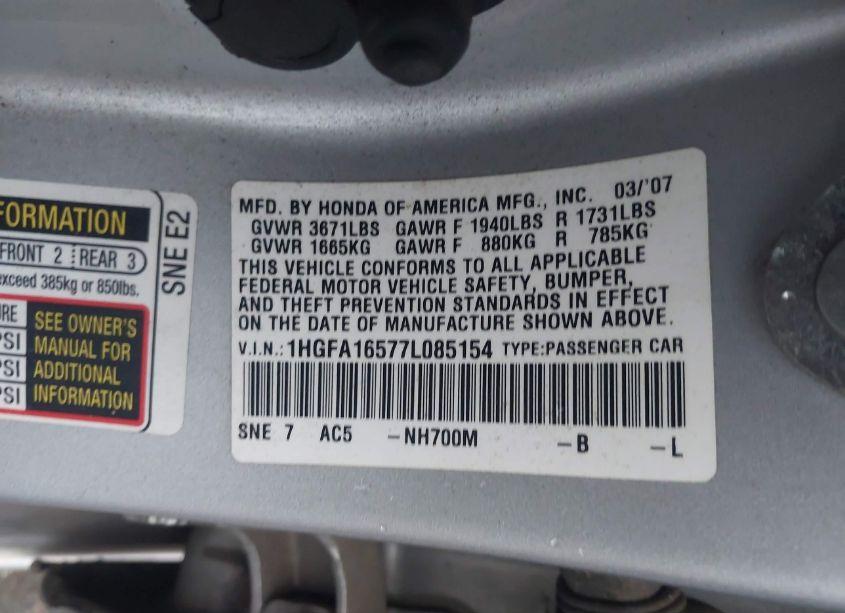 FORMATION
FRONT 2 REAR 3
exceed 385kg or 850lbs.
SEE OWNER'S
MANUAL FOR
ADDITIONAL
INFORMATION
PSI
PSI
PSI
SNE E2
MFD. BY HONDA OF AMERICA MFG., INC. 03/'07
GVWR 3671LBS GAWR F 1940LBS R 1731LBS
GVWR 1665KG GAWR F 880KG R 785KG
THIS VEHICLE CONFORMS TO ALL APPLICABLE
FEDERAL MOTOR VEHICLE SAFETY, BUMPER,
AND THEFT PREVENTION STANDARDS IN EFFECT
ON THE DATE OF MANUFACTURE SHOWN ABOVE.
V.I.N.: 1HGFA16577L085154 TYPE:PASSENGER CAR
SNE 7 AC5 -NH700M -B -L